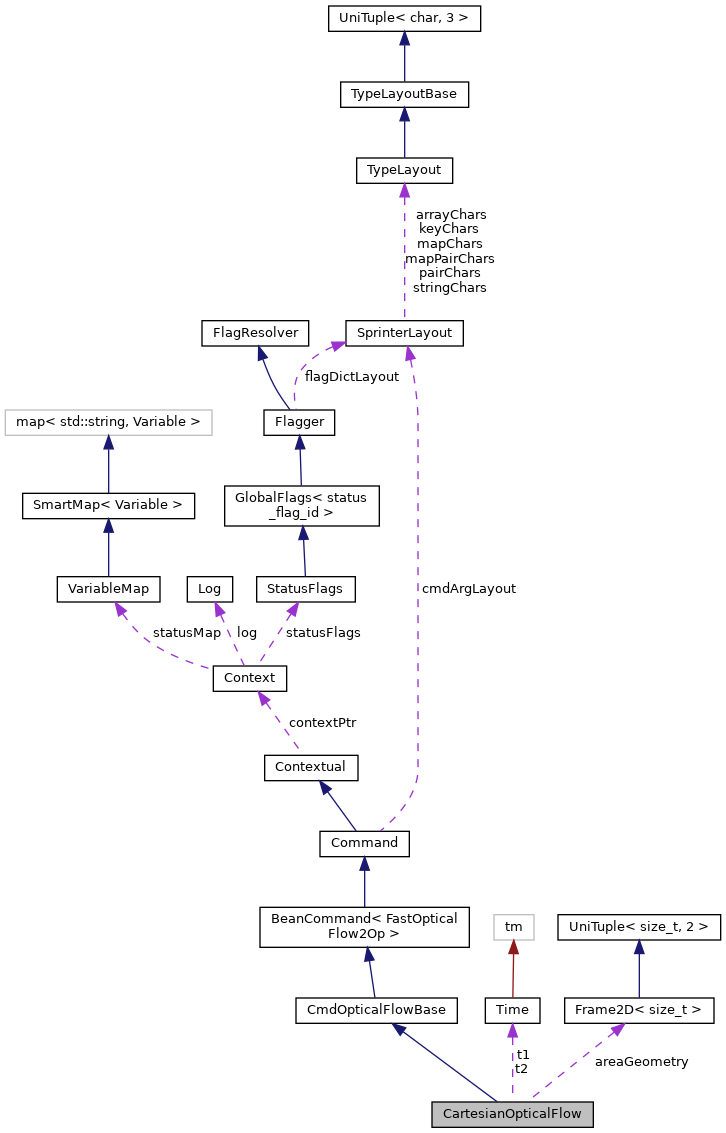 UniTuple< char, 3 >
TypeLayoutBase
TypeLayout
arrayChars
keyChars
mapChars
mapPairChars
pairChars
stringChars
FlagResolver
SprinterLayout
flagDictLayout
map< std::string, Variable >
Flagger
SmartMap< Variable >
GlobalFlags< status
_flag_id >
VariableMap
Log
StatusFlags
cmdArgLayout
statusMap
log
statusFlags
Context
contextPtr
Contextual
Command
BeanCommand< FastOptical
Flow2Op >
tm
UniTuple< size_t, 2 >
CmdOpticalFlowBase
Time
Frame2D< size_t >
t1
t2
areaGeometry
CartesianOpticalFlow